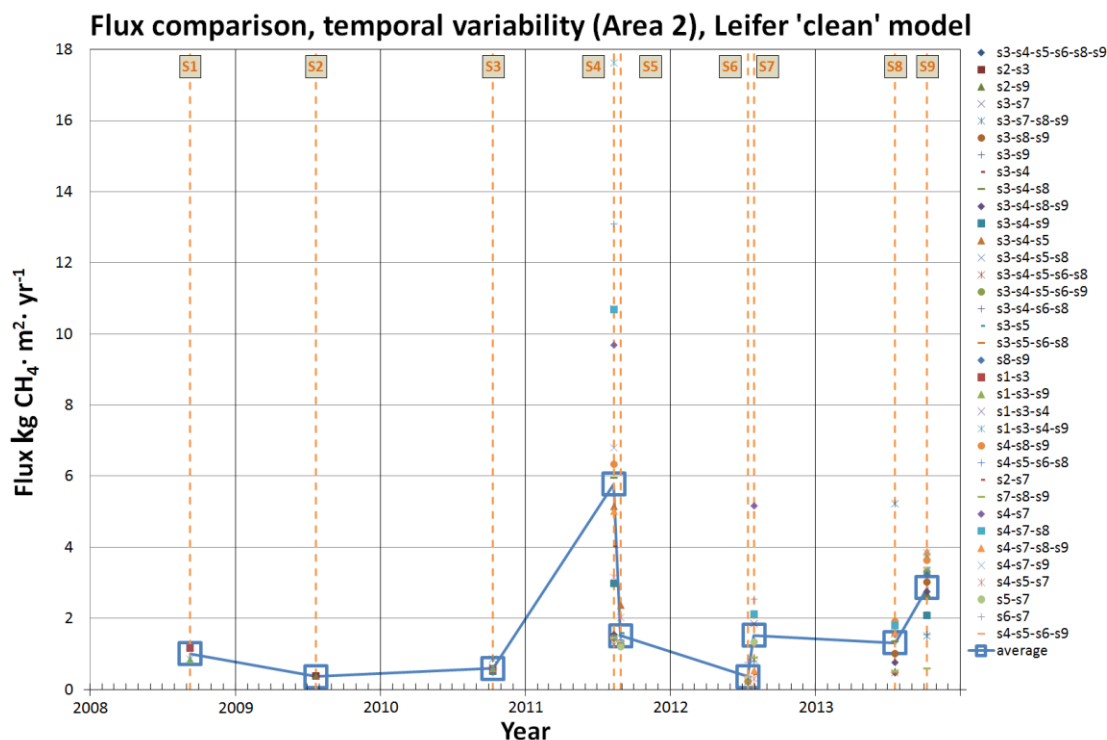 Flux comparison, temporal variability (Area 2), Leifer 'clean' model
18
16
14
12
10
8
6
4
2
0
Flux kg CH₄· m²· yr⁻¹
S1
S2
S3
S4
S5
S6
S7
S8
S9
2008
2009
2010
2011
2012
2013
Year
s3-s4-s5-s6-s8-s9
s2-s3
s2-s9
s3-s7
s3-s7-s8-s9
s3-s8-s9
s3-s9
s3-s4
s3-s4-s8
s3-s4-s8-s9
s3-s4-s9
s3-s4-s5
s3-s4-s5-s8
s3-s4-s5-s6-s8
s3-s4-s5-s6-s9
s3-s4-s6-s8
s3-s5
s3-s5-s6-s8
s8-s9
s1-s3
s1-s3-s9
s1-s3-s4
s1-s3-s4-s9
s4-s8-s9
s4-s5-s6-s8
s2-s7
s7-s8-s9
s4-s7
s4-s7-s8
s4-s7-s8-s9
s4-s7-s9
s4-s5-s7
s5-s7
s6-s7
s4-s5-s6-s9
average